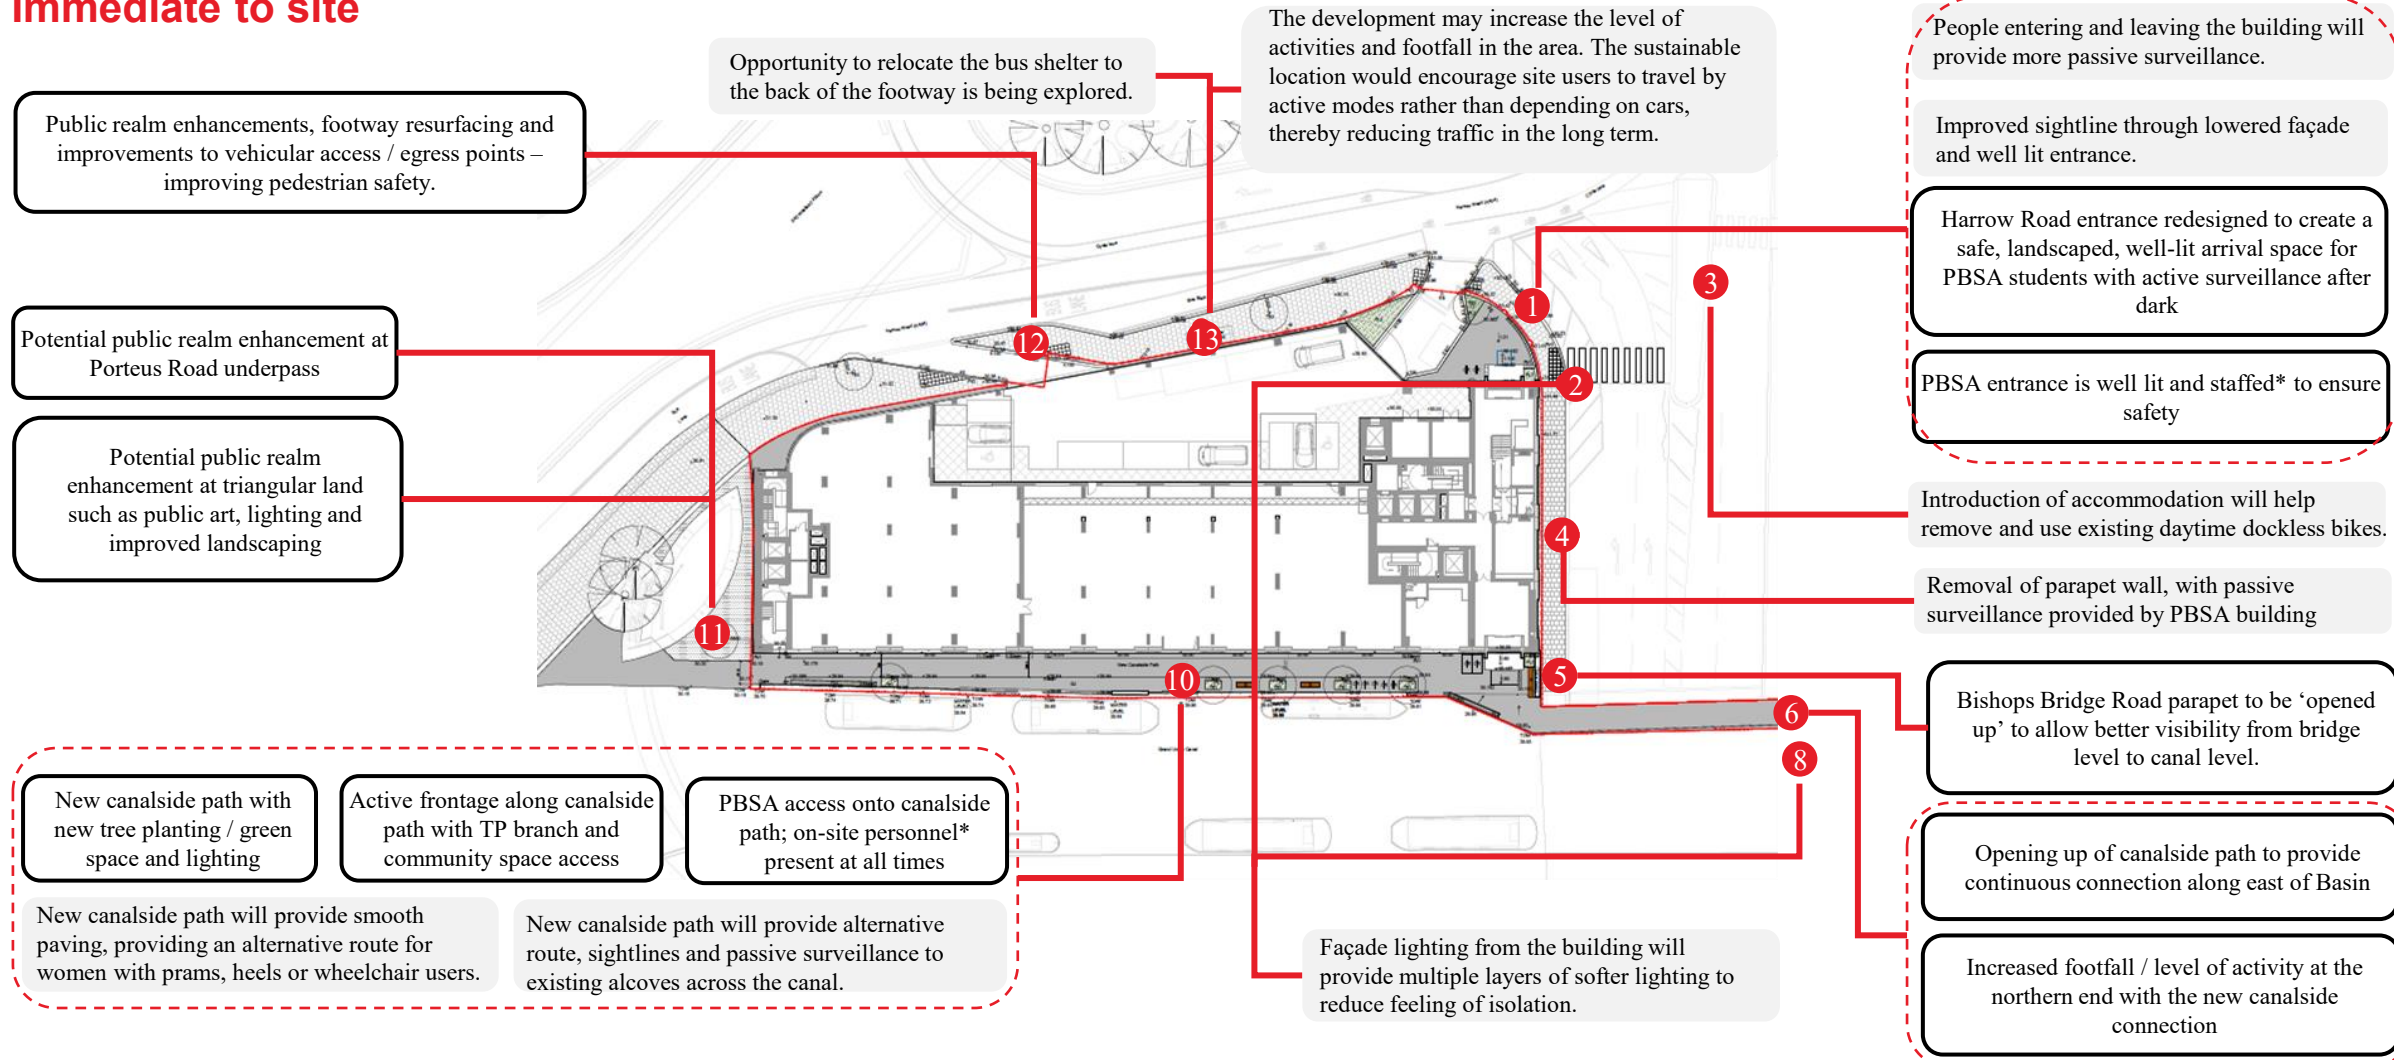 Immediate to site
Opportunity to relocate the bus shelter to
the back of the footway is being explored.
The development may increase the level of
activities and footfall in the area. The sustainable
location would encourage site users to travel by
active modes rather than depending on cars,
thereby reducing traffic in the long term.
People entering and leaving the building will
provide more passive surveillance.
Improved sightline through lowered façade
and well lit entrance.
Harrow Road entrance redesigned to create a
safe, landscaped, well-lit arrival space for
PBSA students with active surveillance after
dark
PBSA entrance is well lit and staffed* to ensure
safety
Public realm enhancements, footway resurfacing and
improvements to vehicular access / egress points –
improving pedestrian safety.
Potential public realm enhancement at
Porteus Road underpass
Potential public realm
enhancement at triangular land
such as public art, lighting and
improved landscaping
1
2
3
4
5
6
8
10
11
12
13
Introduction of accommodation will help
remove and use existing daytime dockless bikes.
Removal of parapet wall, with passive
surveillance provided by PBSA building
Bishops Bridge Road parapet to be ‘opened
up’ to allow better visibility from bridge
level to canal level.
Opening up of canalside path to provide
continuous connection along east of Basin
Increased footfall / level of activity at the
northern end with the new canalside
connection
New canalside path with
new tree planting / green
space and lighting
Active frontage along canalside
path with TP branch and
community space access
PBSA access onto canalside
path; on-site personnel*
present at all times
New canalside path will provide smooth
paving, providing an alternative route for
women with prams, heels or wheelchair users.
New canalside path will provide alternative
route, sightlines and passive surveillance to
existing alcoves across the canal.
Façade lighting from the building will
provide multiple layers of softer lighting to
reduce feeling of isolation.